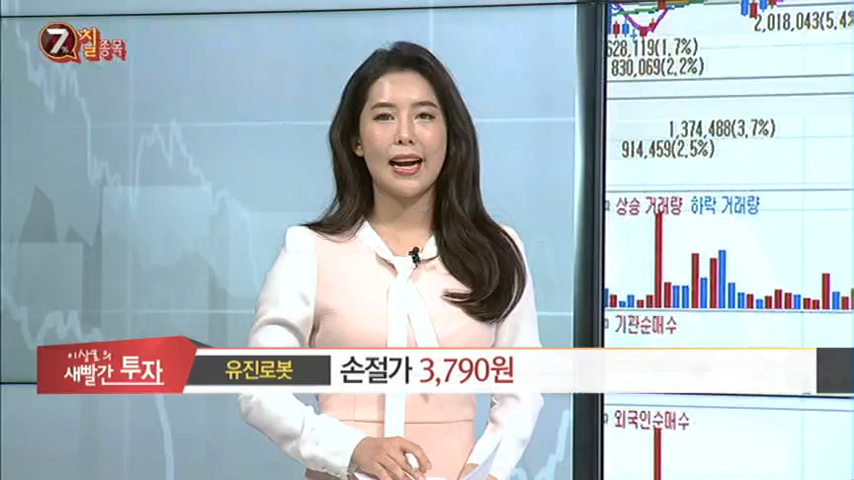 7%
칠
종목
2,018,043(5.4%
628,119(1.7%)
830,069(2.2%)
1,374,488(3.7%)
914,459(2.5%)
상승 거래량 하락 거래량
기관순매수
외국인순매수
이상로의
새빨간 투자
유진로봇
손절가 3,790원